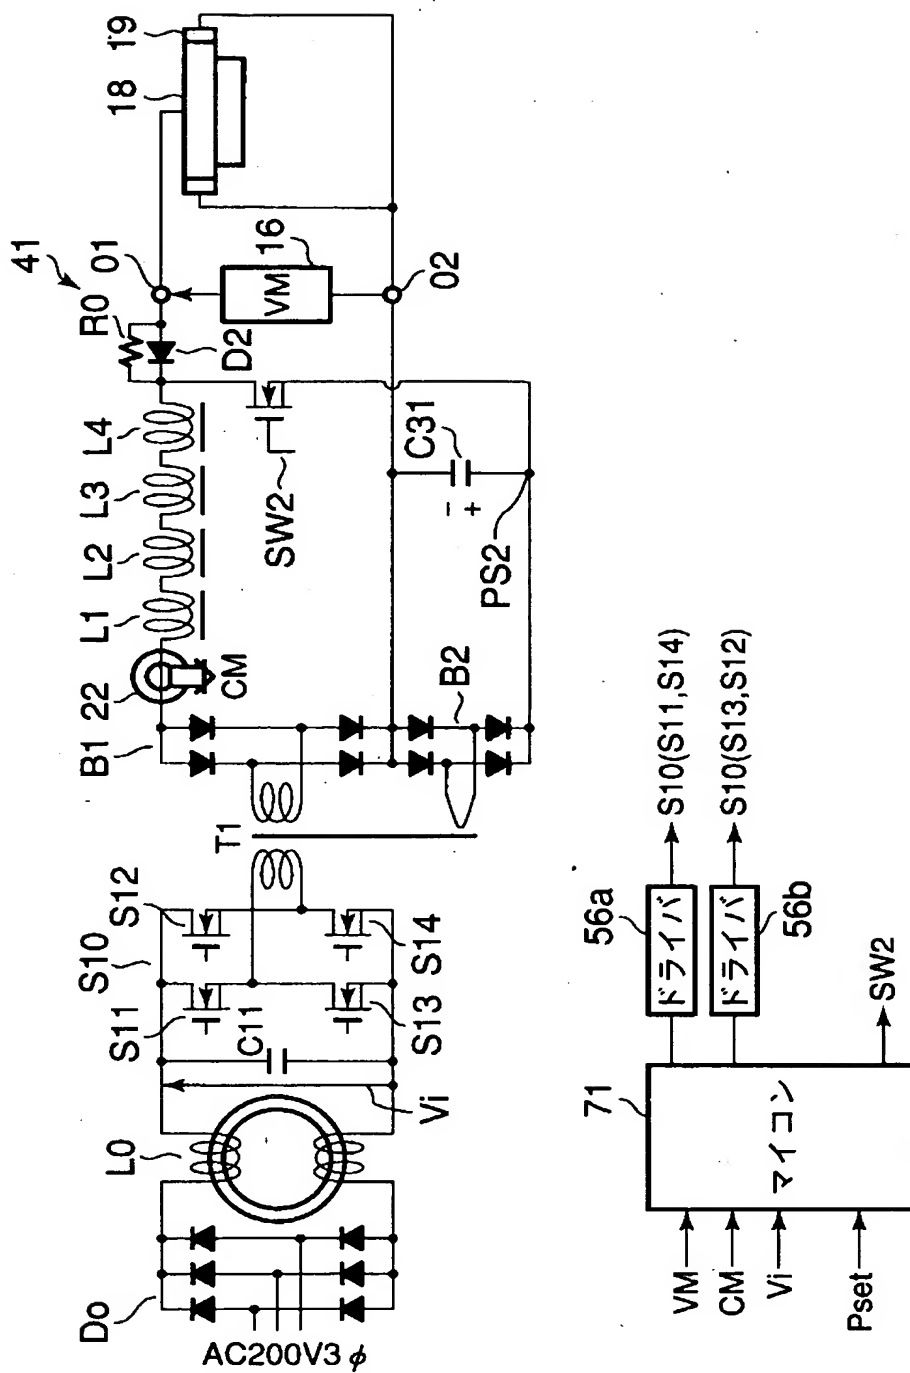 Do
AC200V3φ
L0
Vi
C11
S11
S10
S12
S13
S14
T1
B1
22
CM
B2
L1
L2
L3
L4
SW2
R0
D2
41
O1
VM
16
O2
C31
−
+
PS2
18
19
VM
CM
Vi
Pset
71
マイコン
SW2
56a
ドライバ
S10(S11,S14)
ドライバ
56b
S10(S13,S12)